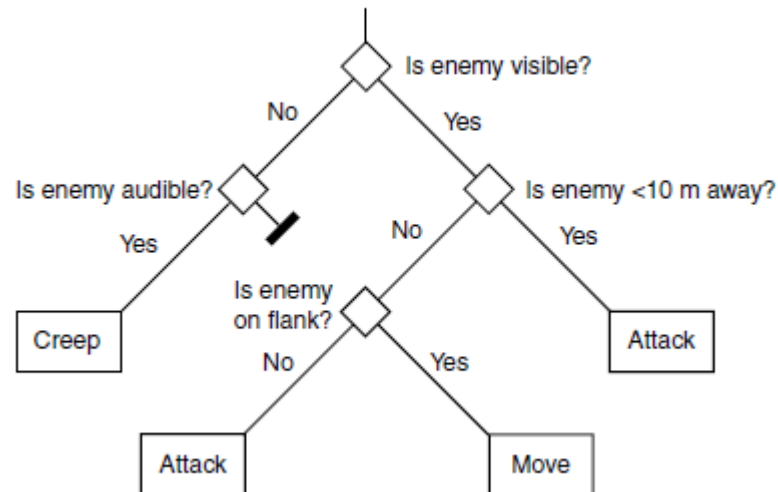 Is enemy visible?
No
Yes
Is enemy audible?
Is enemy <10 m away?
Yes
No
Yes
Is enemy
on flank?
Creep
Attack
No
Yes
Attack
Move